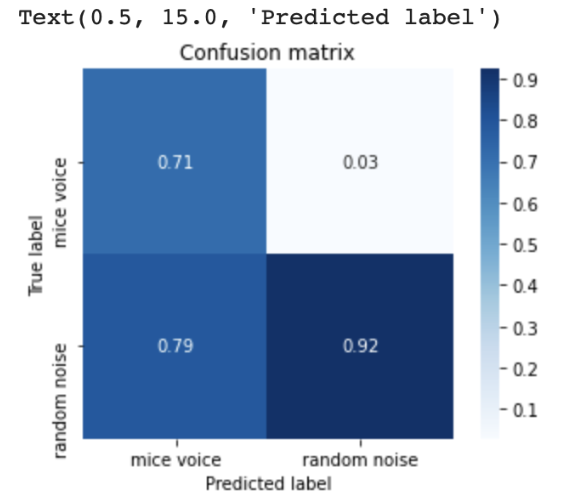 Text(0.5, 15.0, 'Predicted label')
Confusion matrix
True label
mice voice
random noise
0.71
0.03
0.79
0.92
mice voice
random noise
Predicted label
0.9
0.8
0.7
0.6
0.5
0.4
0.3
0.2
0.1